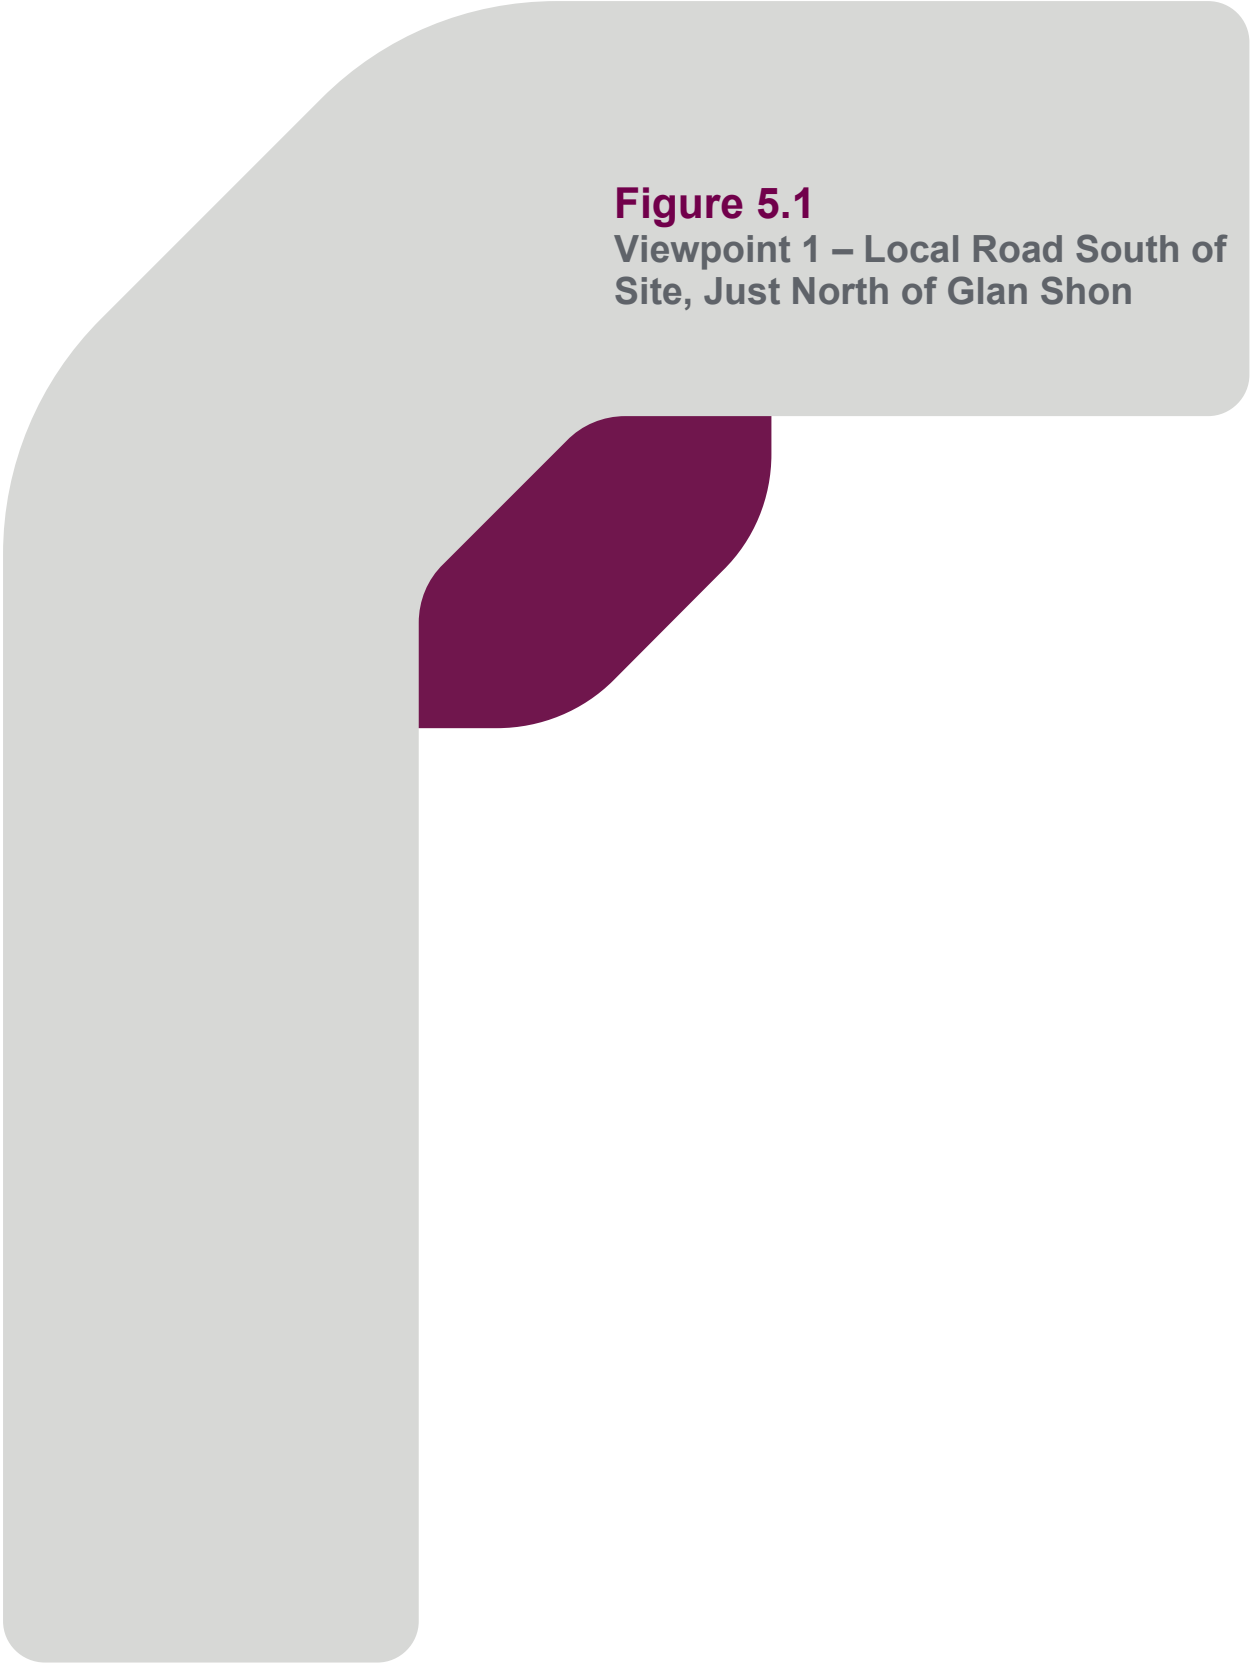 Figure 5.1
Viewpoint 1 – Local Road South of
Site, Just North of Glan Shon